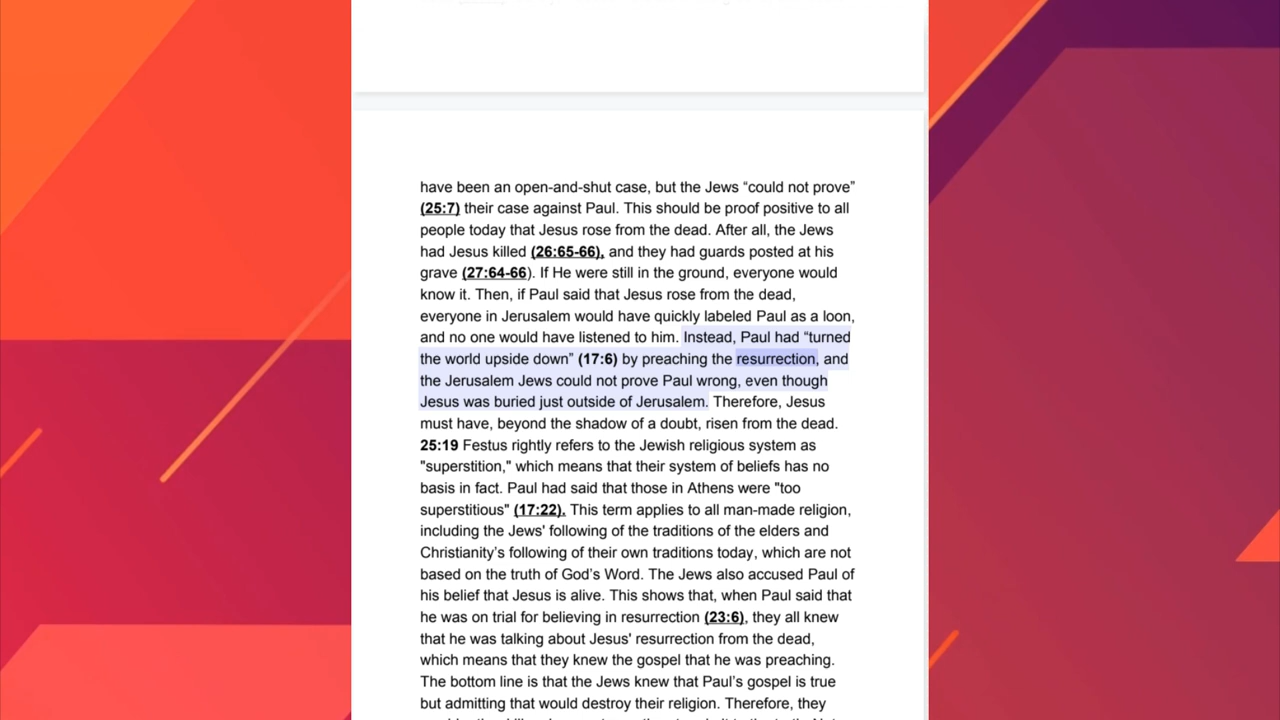 have been an open-and-shut case, but the Jews “could not prove”
(25:7) their case against Paul. This should be proof positive to all
people today that Jesus rose from the dead. After all, the Jews
had Jesus killed (26:65-66), and they had guards posted at his
grave (27:64-66). If He were still in the ground, everyone would
know it. Then, if Paul said that Jesus rose from the dead,
everyone in Jerusalem would have quickly labeled Paul as a loon,
and no one would have listened to him. Instead, Paul had “turned
the world upside down” (17:6) by preaching the resurrection, and
the Jerusalem Jews could not prove Paul wrong, even though
Jesus was buried just outside of Jerusalem. Therefore, Jesus
must have, beyond the shadow of a doubt, risen from the dead.
25:19 Festus rightly refers to the Jewish religious system as
"superstition," which means that their system of beliefs has no
basis in fact. Paul had said that those in Athens were "too
superstitious" (17:22). This term applies to all man-made religion,
including the Jews' following of the traditions of the elders and
Christianity’s following of their own traditions today, which are not
based on the truth of God’s Word. The Jews also accused Paul of
his belief that Jesus is alive. This shows that, when Paul said that
he was on trial for believing in resurrection (23:6), they all knew
that he was talking about Jesus' resurrection from the dead,
which means that they knew the gospel that he was preaching.
The bottom line is that the Jews knew that Paul’s gospel is true
but admitting that would destroy their religion. Therefore, they